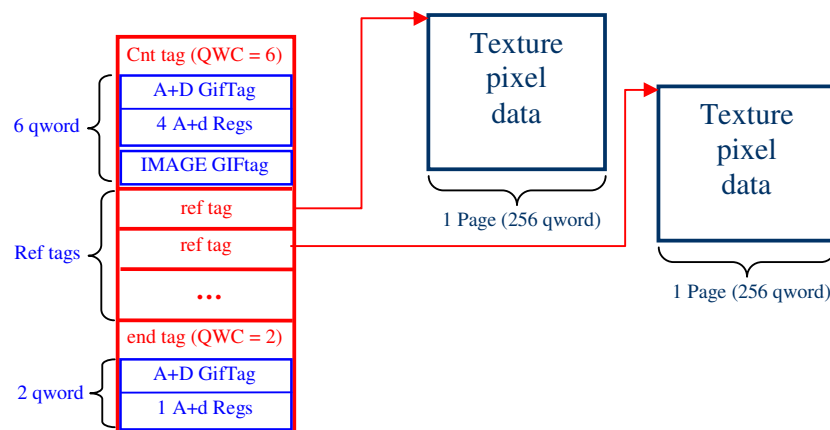 Cnt tag (QWC = 6)
A+D GifTag
4 A+d Regs
IMAGE GIFtag
6 qword
ref tag
ref tag
...
Ref tags
end tag (QWC = 2)
A+D GifTag
1 A+d Regs
2 qword
Texture
pixel
data
1 Page (256 qword)
Texture
pixel
data
1 Page (256 qword)